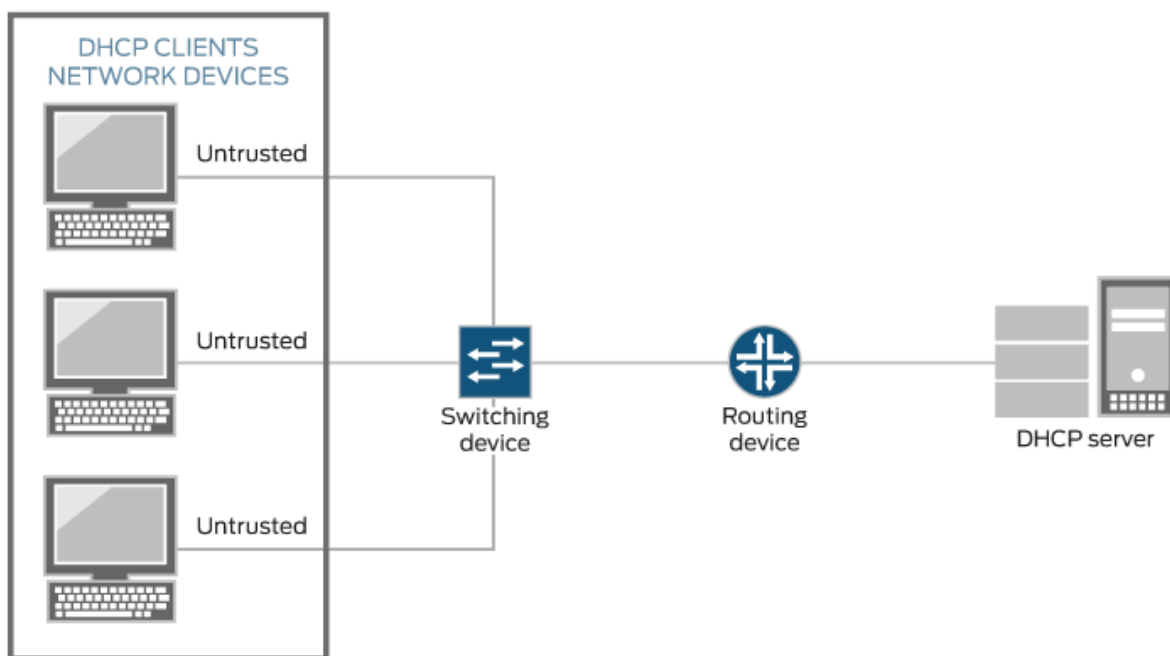 DHCP CLIENTS
NETWORK DEVICES
Untrusted
Untrusted
Switching
device
Routing
device
DHCP server
Untrusted